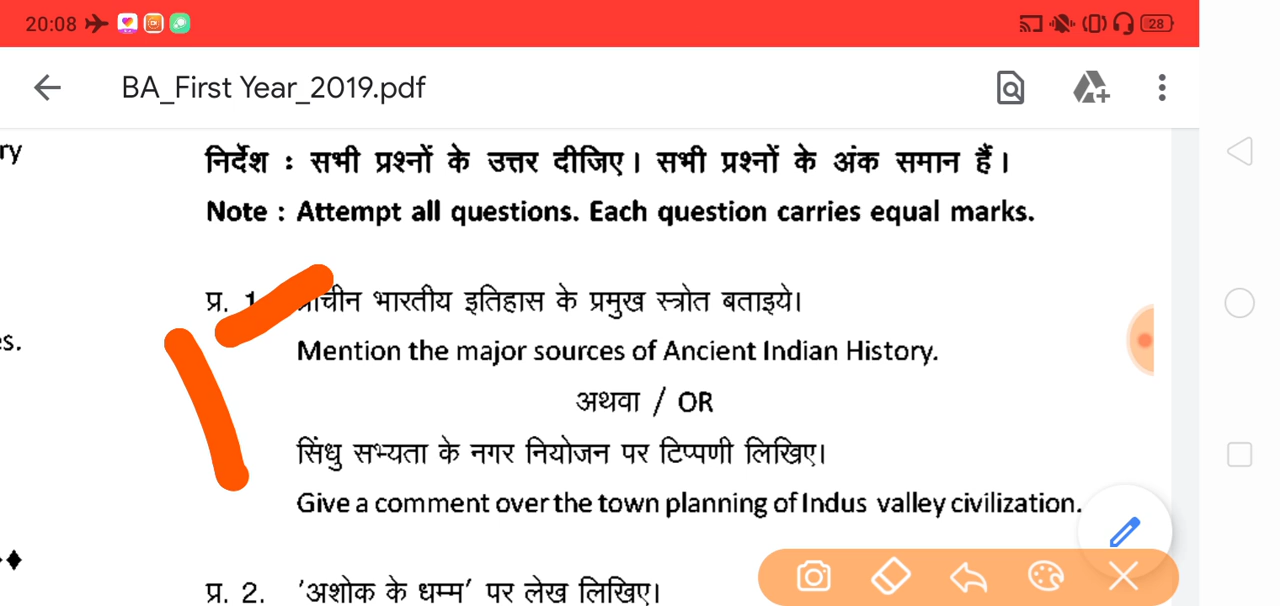 20:08
28
BA_First Year_2019.pdf
ry
निर्देश : सभी प्रश्नों के उत्तर दीजिए। सभी प्रश्नों के अंक समान हैं।
Note : Attempt all questions. Each question carries equal marks.
प्र. 1 प्राचीन भारतीय इतिहास के प्रमुख स्त्रोत बताइये।
es.
Mention the major sources of Ancient Indian History.
अथवा / OR
सिंधु सभ्यता के नगर नियोजन पर टिप्पणी लिखिए।
Give a comment over the town planning of Indus valley civilization.
प्र. 2. 'अशोक के धम्म' पर लेख लिखिए।